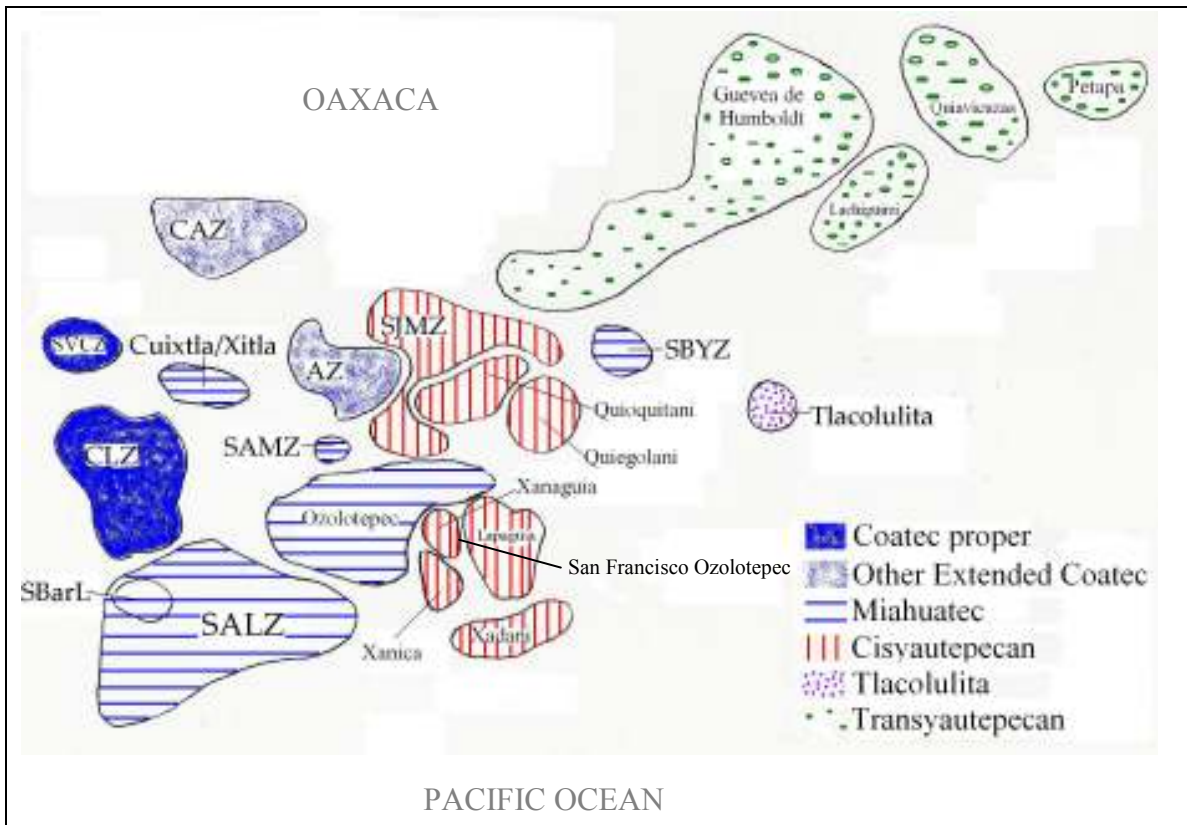 OAXACA
Guevea de
Humboldt
Quiavicuzas
Petapa
Lachiguiri
CAZ
SVCZ
Cuixtla/Xitla
AZ
SJMZ
SBYZ
Quioquitani
Tlacolulita
CLZ
SAMZ
Quiegolani
Xanaguia
Ozolotepec
Lapaguia
San Francisco Ozolotepec
SBarL
SALZ
Xanica
Xadani
Coatec proper
Other Extended Coatec
Miahuatec
Cisyautepecan
Tlacolulita
Transyautepecan
PACIFIC OCEAN